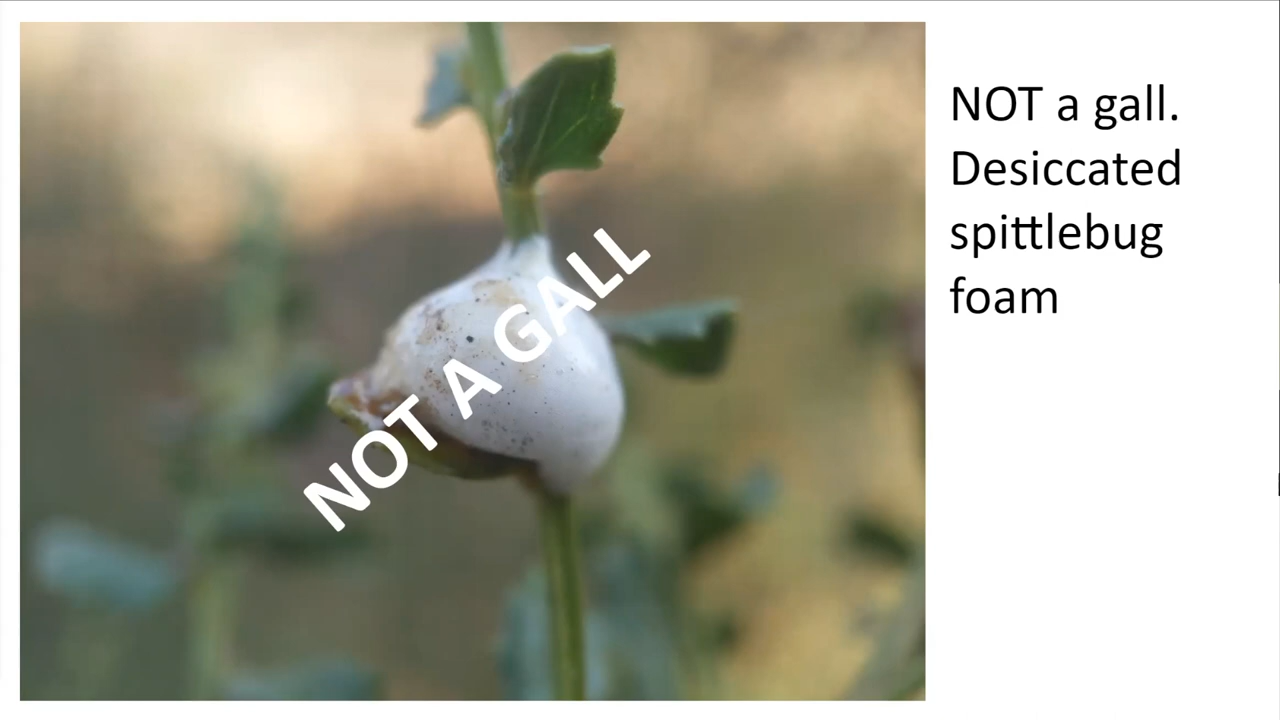 NOT A GALL
NOT a gall.
Desiccated
spittlebug
foam